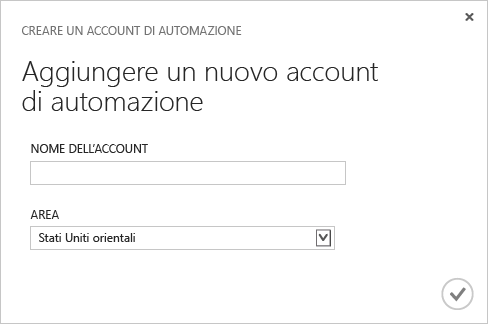 CREARE UN ACCOUNT DI AUTOMAZIONE
Aggiungere un nuovo account
di automazione
NOME DELL'ACCOUNT
AREA
Stati Uniti orientali